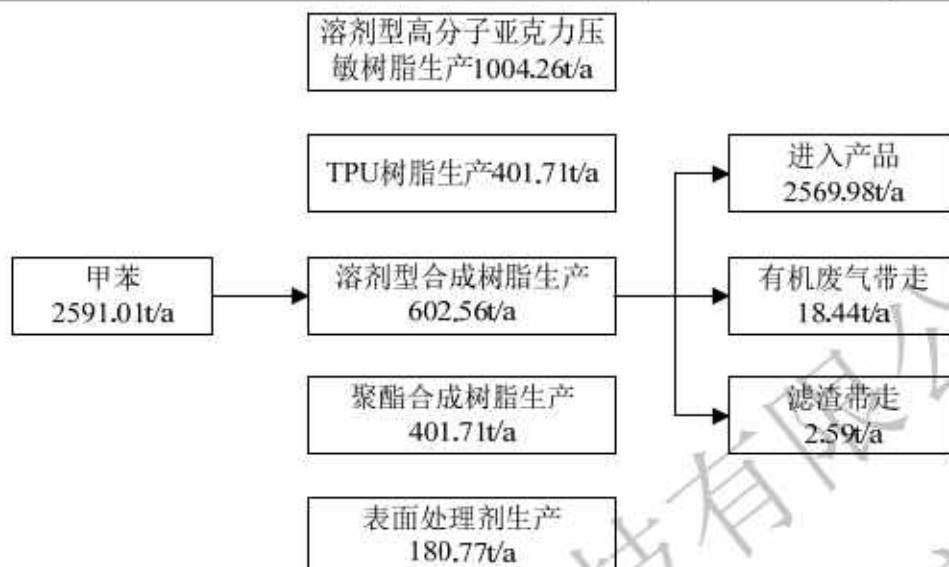 溶剂型高分子亚克力压
敏树脂生产1004.26t/a
TPU树脂生产401.71t/a
进入产品
2569.98t/a
甲苯
2591.01t/a
溶剂型合成树脂生产
602.56t/a
有机废气带走
18.44t/a
聚酯合成树脂生产
401.71t/a
滤渣带走
2.59t/a
表面处理剂生产
180.77t/a
技有限公